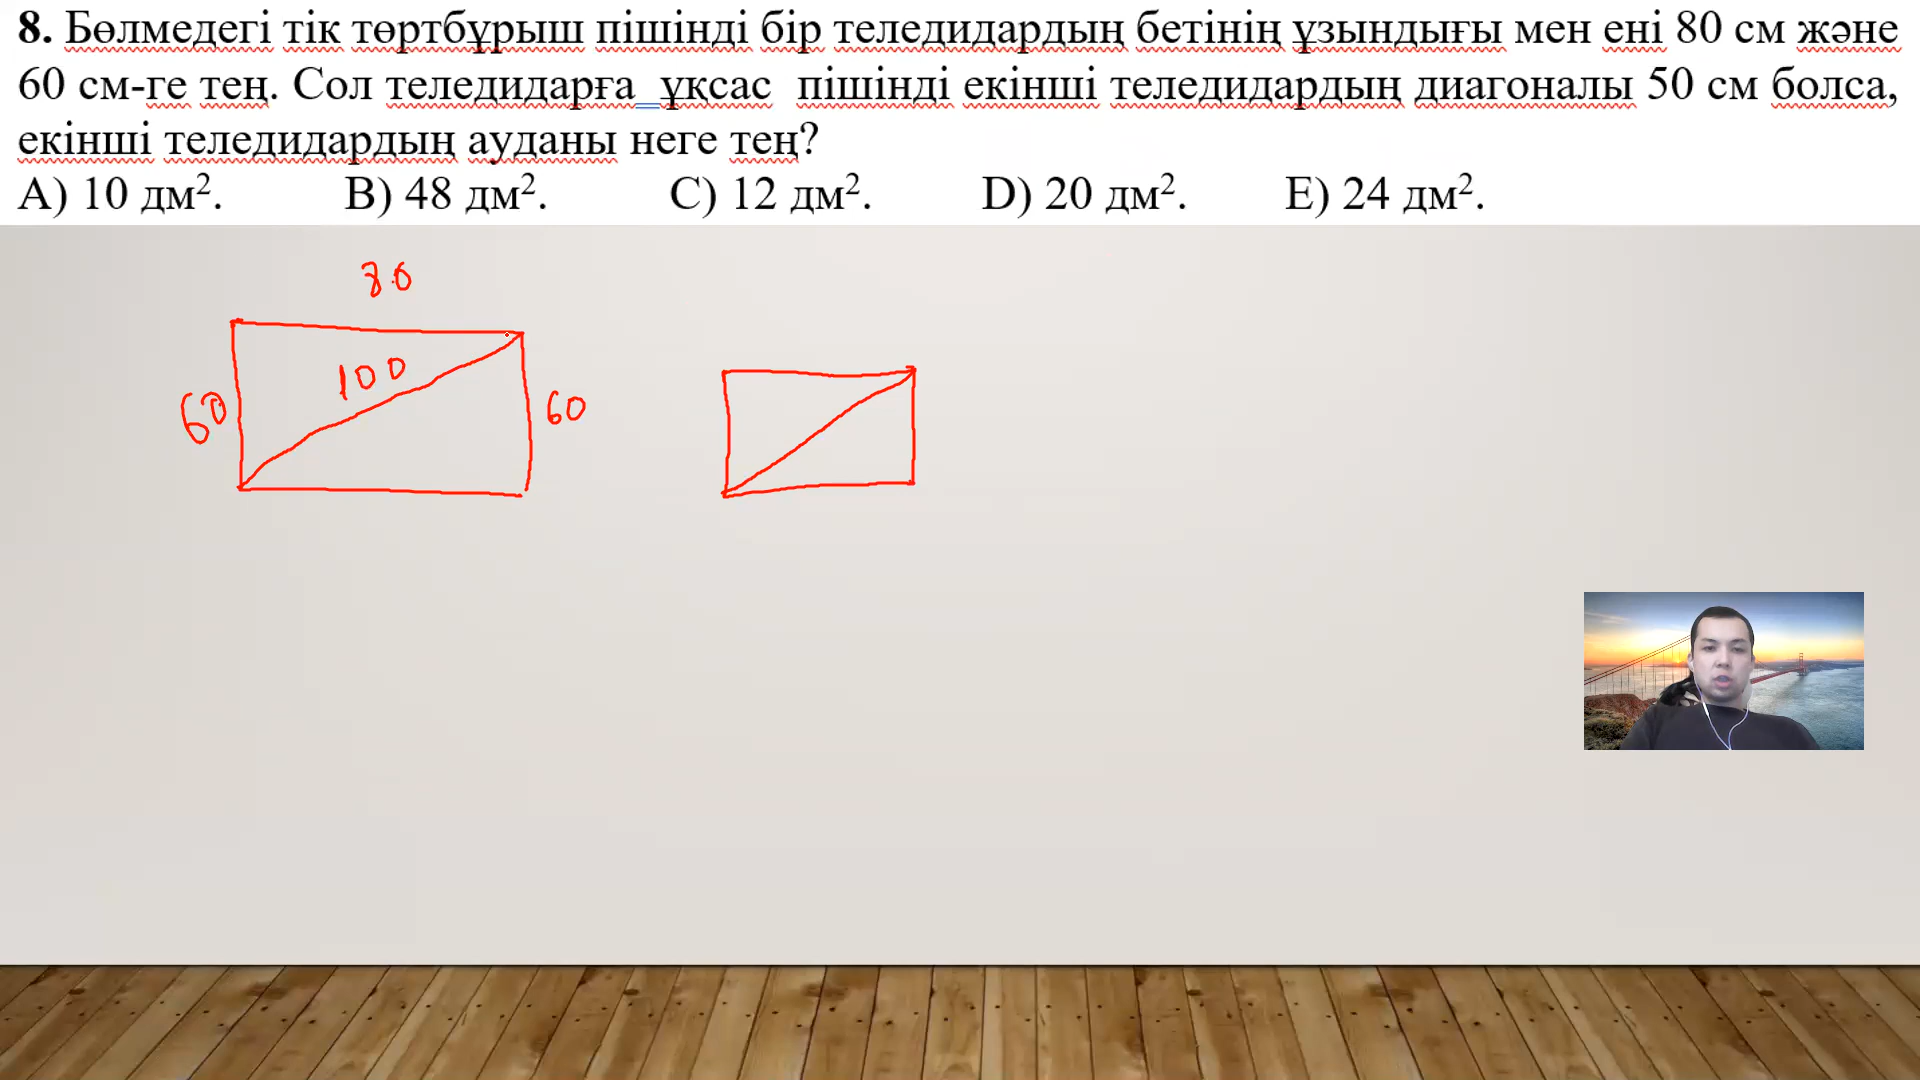 8. Бөлмедегі тік төртбұрыш пішінді бір теледидардың бетінің ұзындығы мен ені 80 см және
60 см-ге тең. Сол теледидарға ұқсас пішінді екінші теледидардың диагоналы 50 см болса,
екінші теледидардың ауданы неге тең?
A) 10 дм². B) 48 дм². C) 12 дм². D) 20 дм². E) 24 дм².
80
100
60 60